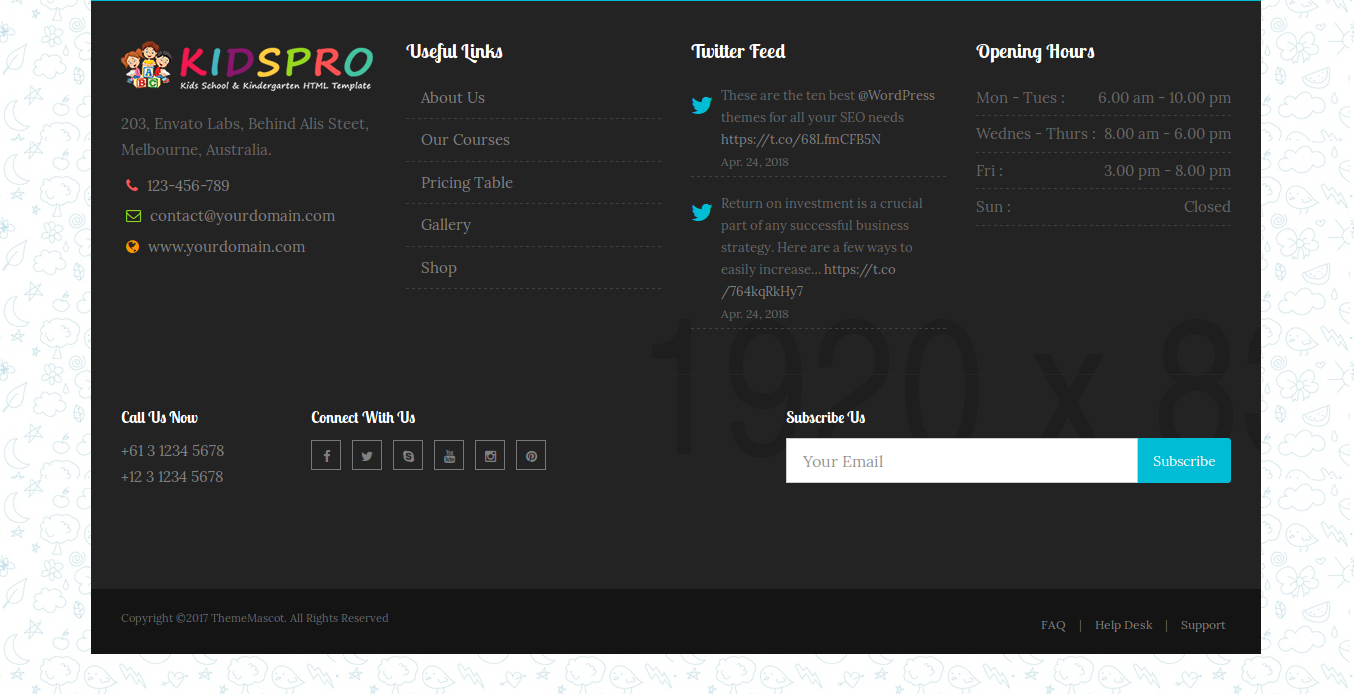 KIDSPRO
Kids School & Kindergarten HTML Template
ABC
203, Envato Labs, Behind Alis Steet,
Melbourne, Australia.
123-456-789
contact@yourdomain.com
www.yourdomain.com
Useful Links
About Us
Our Courses
Pricing Table
Gallery
Shop
Twitter Feed
These are the ten best @WordPress
themes for all your SEO needs
https://t.co/68LfmCFB5N
Apr. 24, 2018
Return on investment is a crucial
part of any successful business
strategy. Here are a few ways to
easily increase... https://t.co
/764kqRkHy7
Apr. 24, 2018
Opening Hours
Mon - Tues : 6.00 am - 10.00 pm
Wednes - Thurs : 8.00 am - 6.00 pm
Fri : 3.00 pm - 8.00 pm
Sun : Closed
1920 x 83
Call Us Now
+61 3 1234 5678
+12 3 1234 5678
Connect With Us
Subscribe Us
Your Email Subscribe
Copyright ©2017 ThemeMascot. All Rights Reserved
FAQ | Help Desk | Support